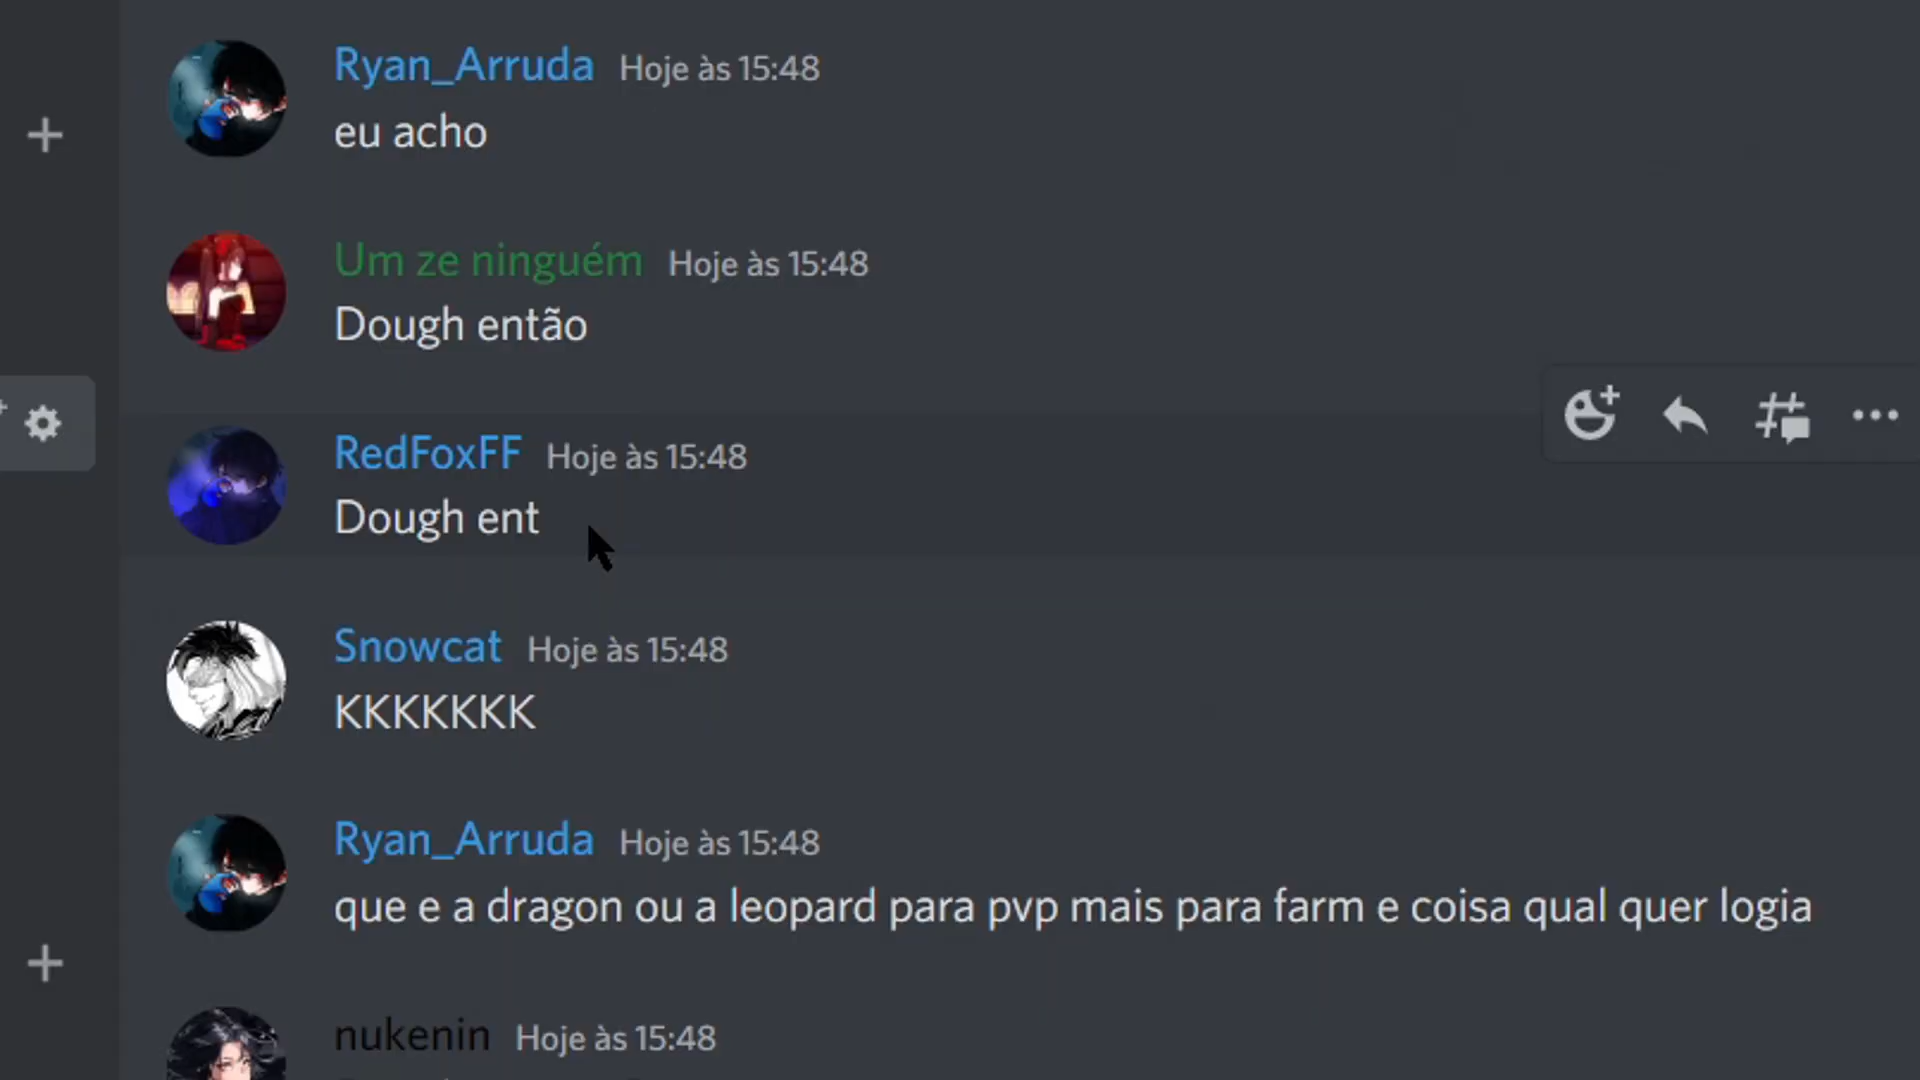 Ryan_Arruda Hoje às 15:48
eu acho
Um ze ninguém Hoje às 15:48
Dough então
RedFoxFF Hoje às 15:48
Dough ent
Snowcat Hoje às 15:48
KKKKKKK
Ryan_Arruda Hoje às 15:48
que e a dragon ou a leopard para pvp mais para farm e coisa qual quer logia
nukenin Hoje às 15:48